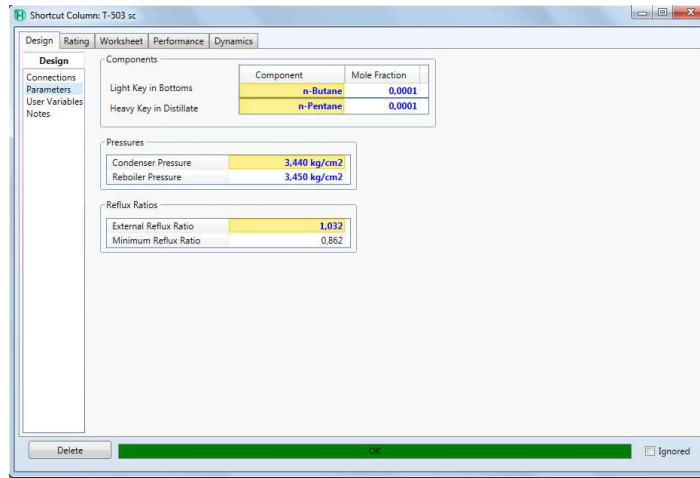 Shortcut Column: T-503 sc
Design Rating Worksheet Performance Dynamics
Design
Connections
Parameters
User Variables
Notes
Components
Component Mole Fraction
Light Key in Bottoms n-Butane 0,0001
Heavy Key in Distillate n-Pentane 0,0001
Pressures
Condenser Pressure 3,440 kg/cm2
Reboiler Pressure 3,450 kg/cm2
Reflux Ratios
External Reflux Ratio 1,032
Minimum Reflux Ratio 0,862
Delete OK Ignored